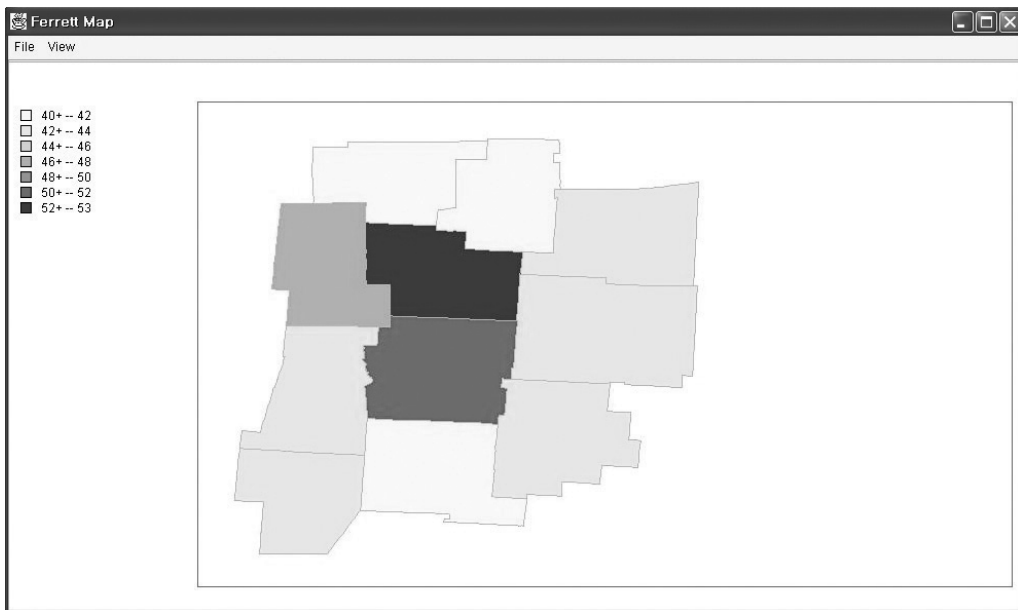 Ferrett Map
File View
40+ -- 42
42+ -- 44
44+ -- 46
46+ -- 48
48+ -- 50
50+ -- 52
52+ -- 53